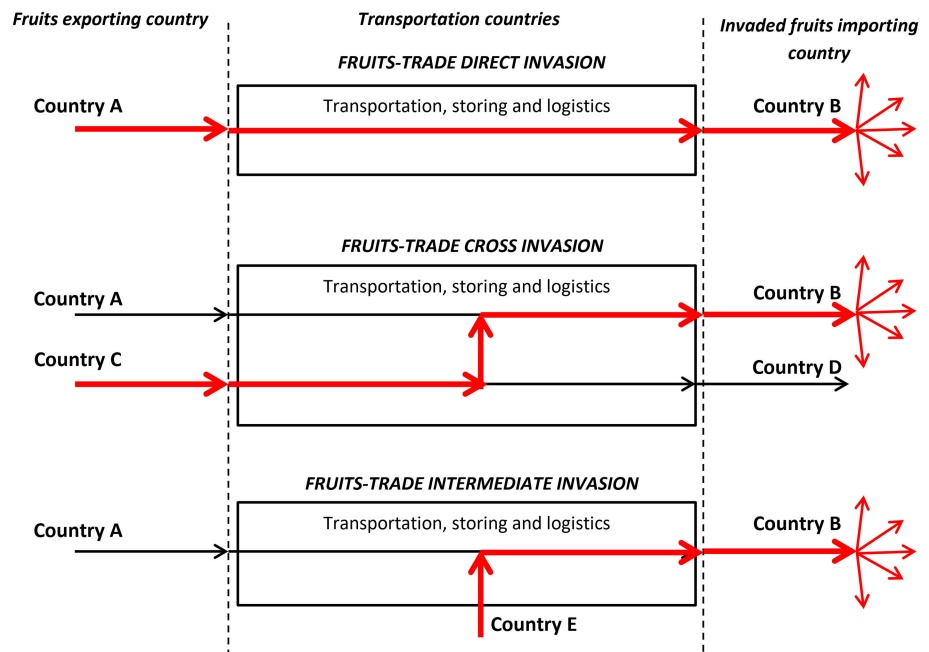 Fruits exporting country
Transportation countries
Invaded fruits importing
country
FRUITS-TRADE DIRECT INVASION
Country A
Transportation, storing and logistics
Country B
FRUITS-TRADE CROSS INVASION
Country A
Transportation, storing and logistics
Country B
Country C
Country D
FRUITS-TRADE INTERMEDIATE INVASION
Country A
Transportation, storing and logistics
Country B
Country E